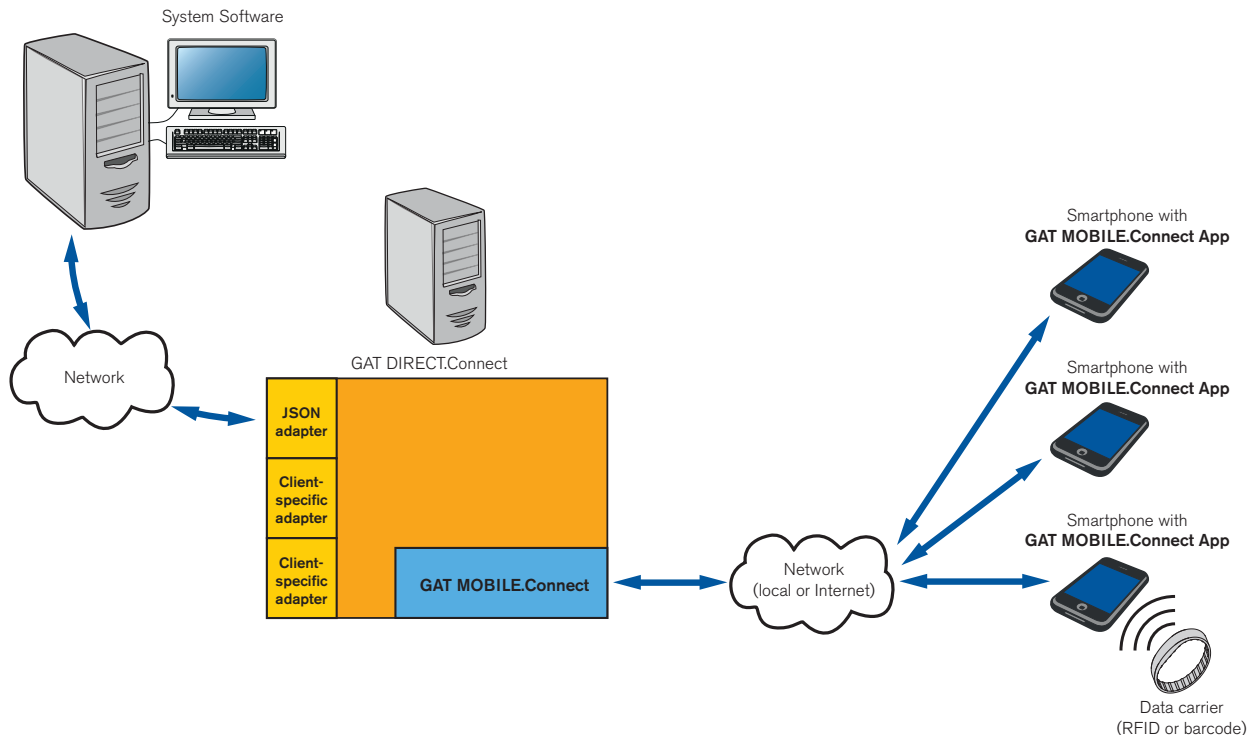 System Software
Network
GAT DIRECT.Connect
JSON
adapter
Client-
specific
adapter
Client-
specific
adapter
GAT MOBILE.Connect
Network
(local or Internet)
Smartphone with
GAT MOBILE.Connect App
Smartphone with
GAT MOBILE.Connect App
Smartphone with
GAT MOBILE.Connect App
Data carrier
(RFID or barcode)